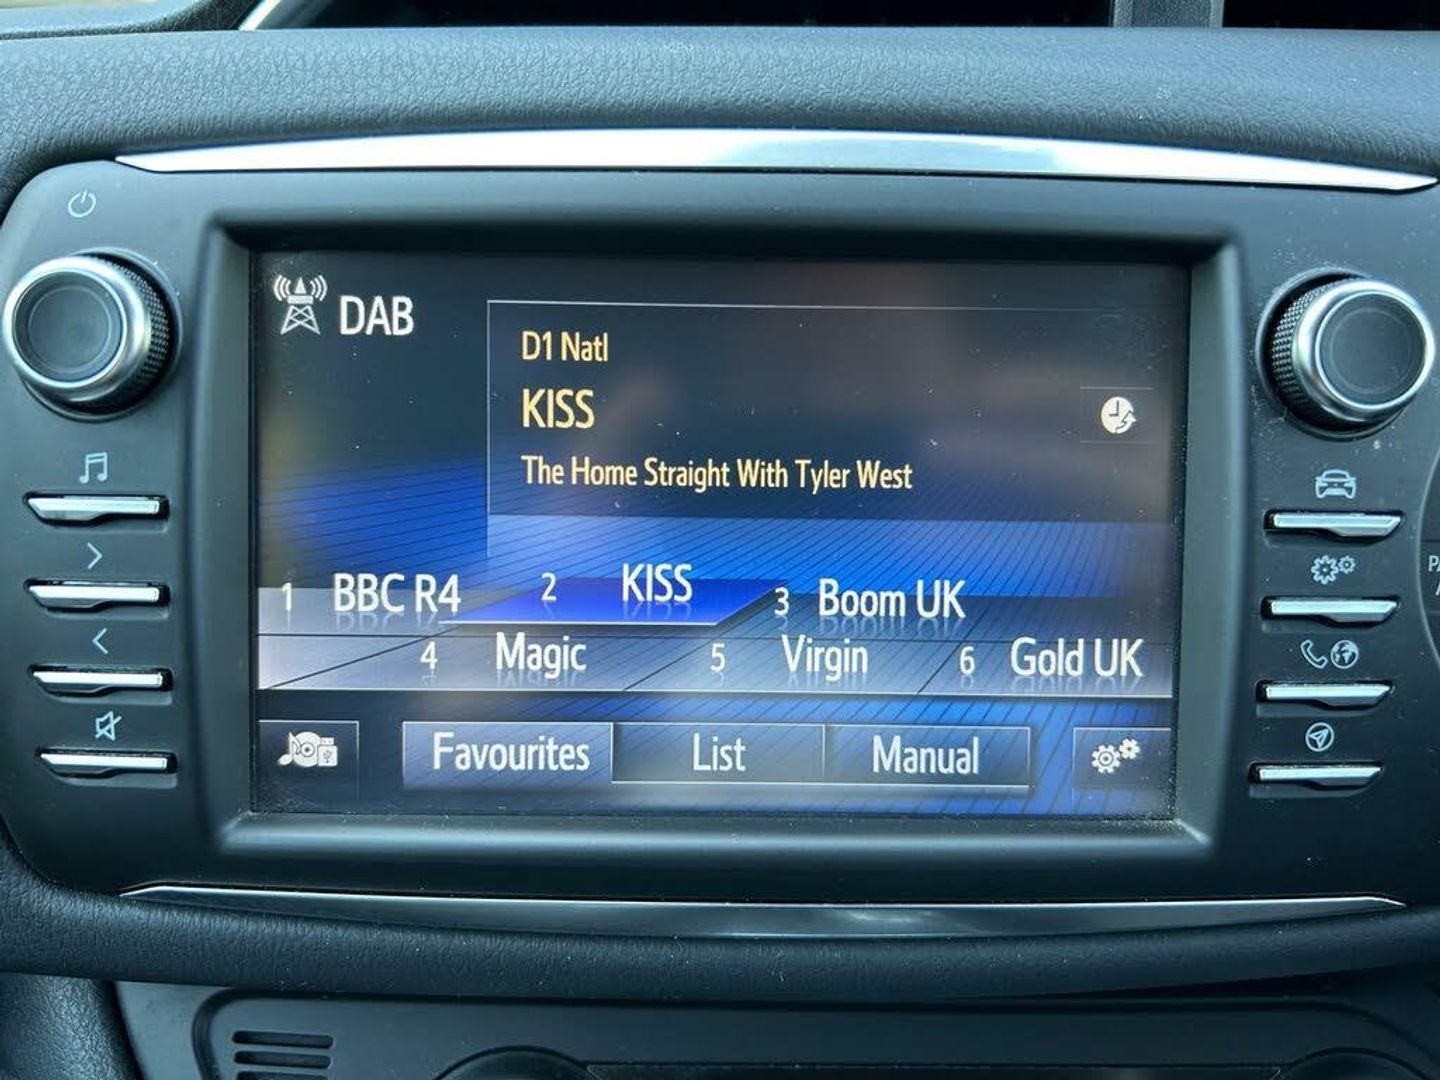 DAB
D1 Natl
KISS
The Home Straight With Tyler West
1 BBC R4 2 KISS 3 Boom UK
4 Magic 5 Virgin 6 Gold UK
Favourites List Manual